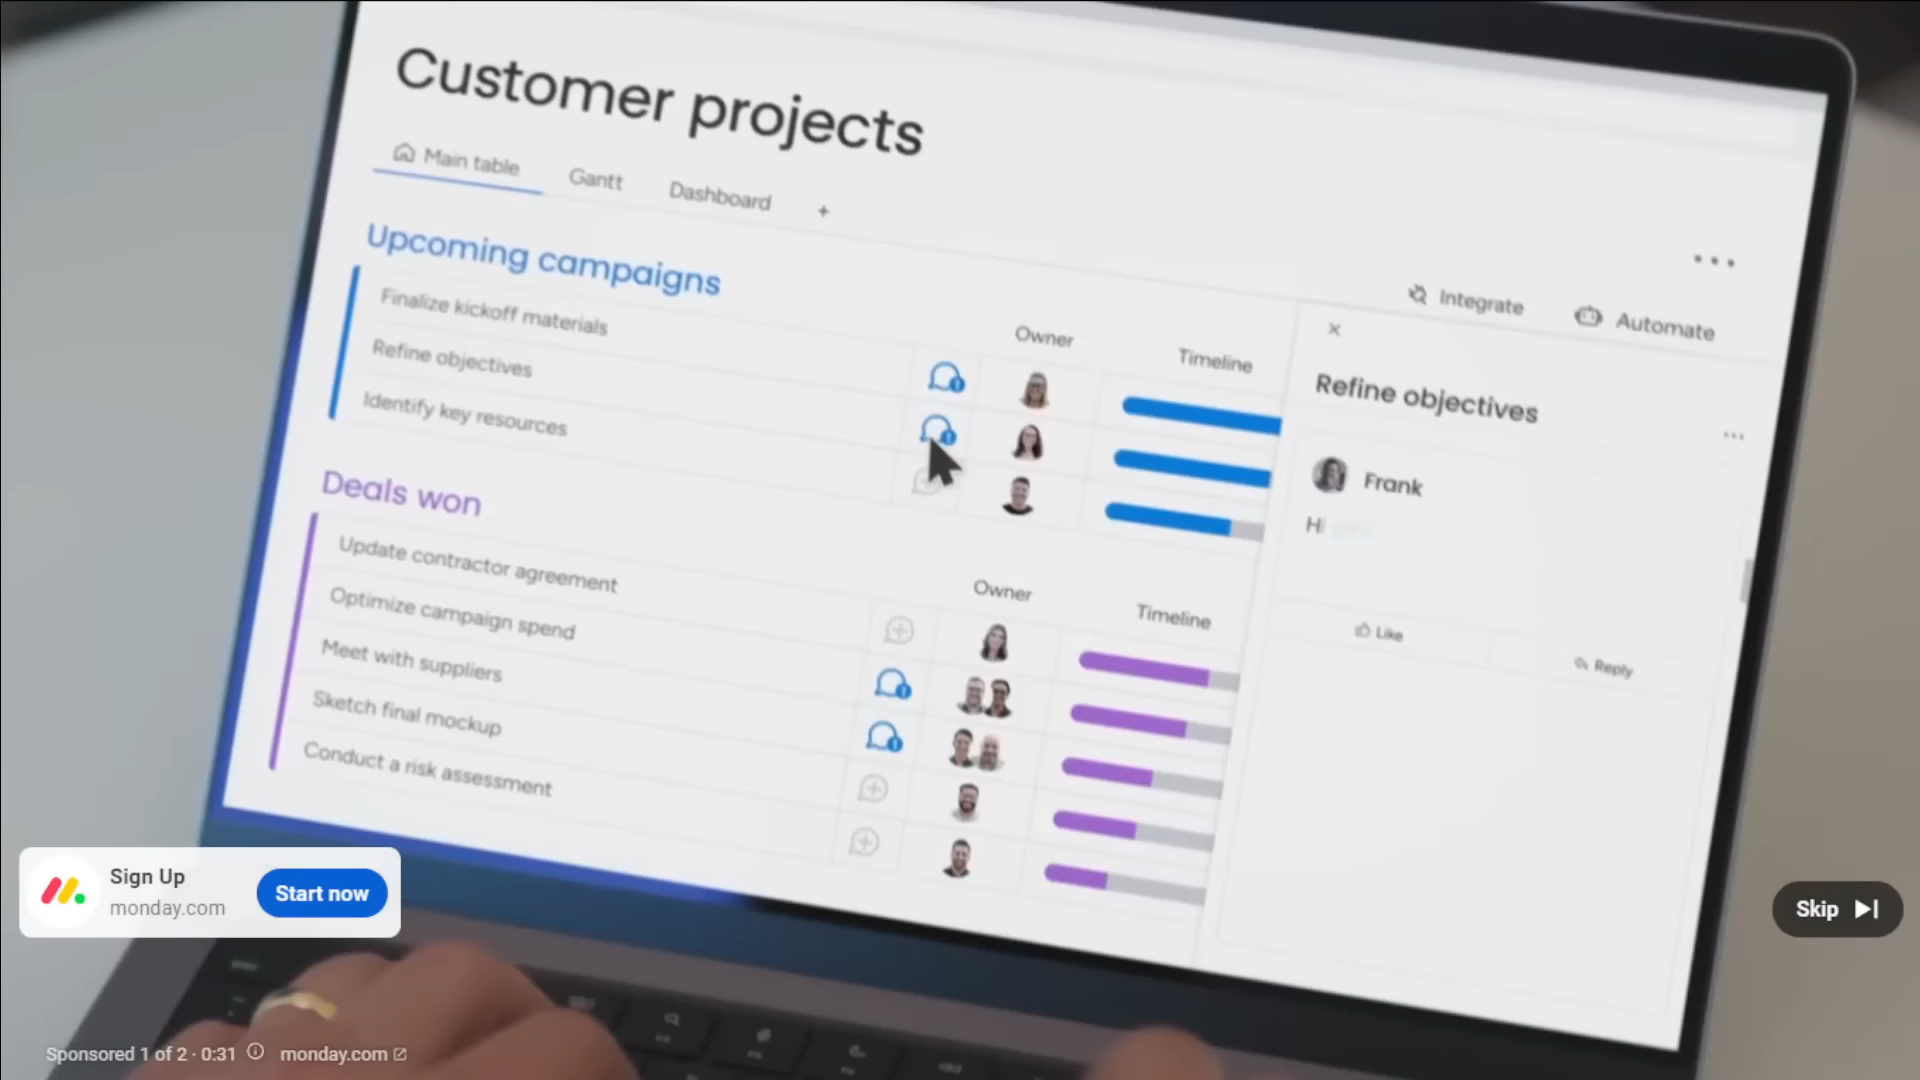 Customer projects
Main table
Gantt
Dashboard
+
Integrate
Automate
Upcoming campaigns
Owner
Timeline
Finalize kickoff materials
Refine objectives
Identify key resources
Refine objectives
Frank
Hi
Like
Reply
Deals won
Owner
Timeline
Update contractor agreement
Optimize campaign spend
Meet with suppliers
Sketch final mockup
Conduct a risk assessment
Sign Up
monday.com
Start now
Skip
Sponsored 1 of 2 · 0:31
monday.com